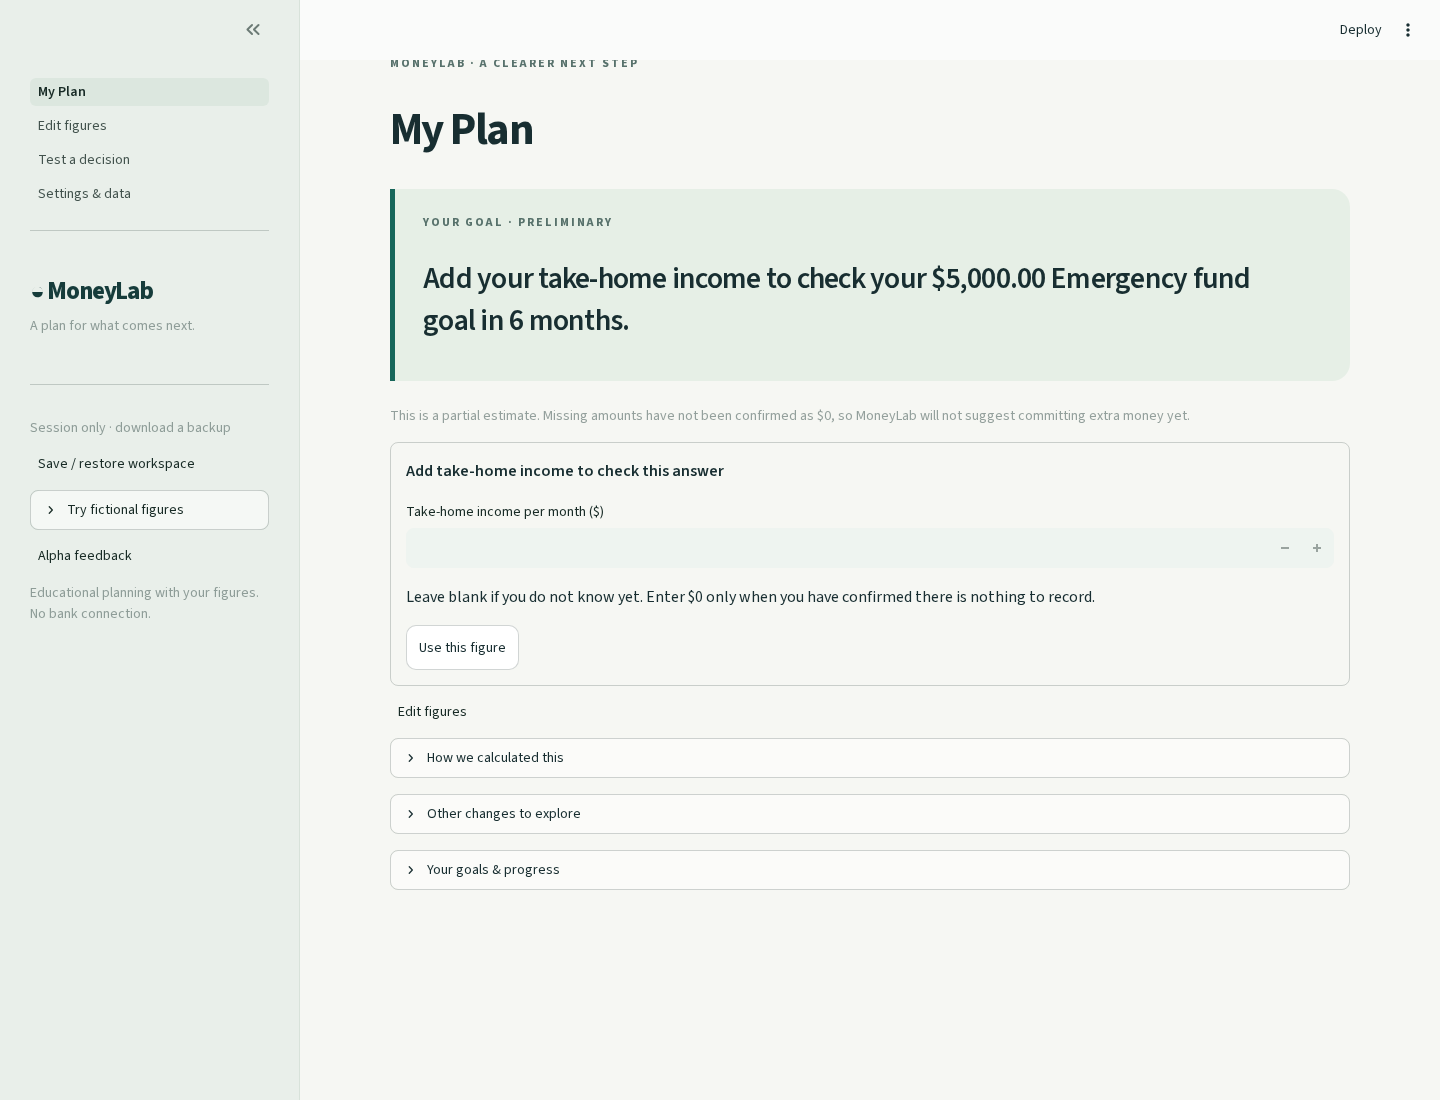 My Plan
Edit figures
Test a decision
Settings & data
MoneyLab
A plan for what comes next.
Session only · download a backup
Save / restore workspace
Try fictional figures
Alpha feedback
Educational planning with your figures.
No bank connection.
Deploy
MONEYLAB · A CLEARER NEXT STEP
My Plan
YOUR GOAL · PRELIMINARY
Add your take-home income to check your $5,000.00 Emergency fund
goal in 6 months.
This is a partial estimate. Missing amounts have not been confirmed as $0, so MoneyLab will not suggest committing extra money yet.
Add take-home income to check this answer
Take-home income per month ($)
Leave blank if you do not know yet. Enter $0 only when you have confirmed there is nothing to record.
Use this figure
Edit figures
How we calculated this
Other changes to explore
Your goals & progress